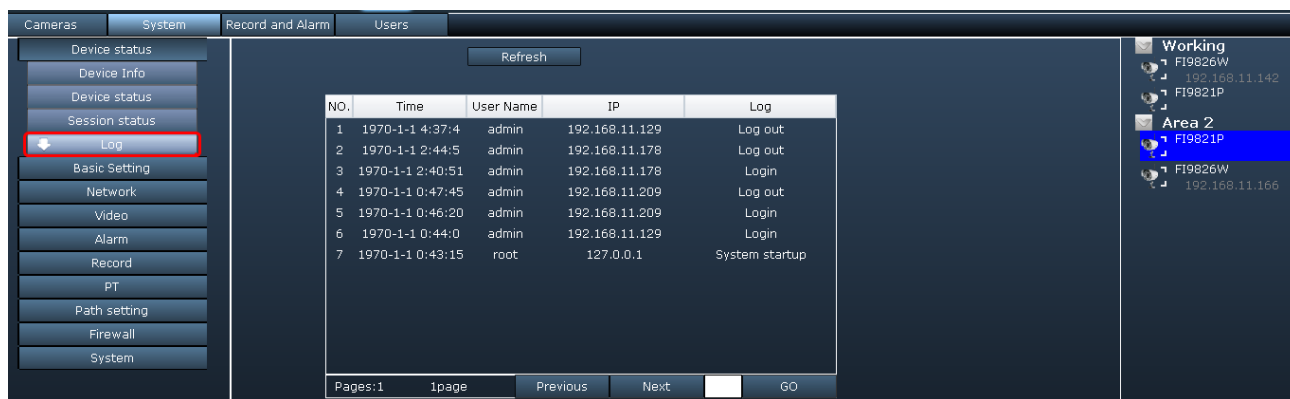 Cameras System Record and Alarm Users
Device status
Device Info
Device status
Session status
Log
Basic Setting
Network
Video
Alarm
Record
PT
Path setting
Firewall
System
Refresh
NO. Time User Name IP Log
1 1970-1-1 4:37:4 admin 192.168.11.129 Log out
2 1970-1-1 2:44:5 admin 192.168.11.178 Log out
3 1970-1-1 2:40:51 admin 192.168.11.178 Login
4 1970-1-1 0:47:45 admin 192.168.11.209 Log out
5 1970-1-1 0:46:20 admin 192.168.11.209 Login
6 1970-1-1 0:44:0 admin 192.168.11.129 Login
7 1970-1-1 0:43:15 root 127.0.0.1 System startup
Pages:1 1page Previous Next GO
Working
FI9826W
192.168.11.142
FI9821P
Area 2
FI9821P
FI9826W
192.168.11.166